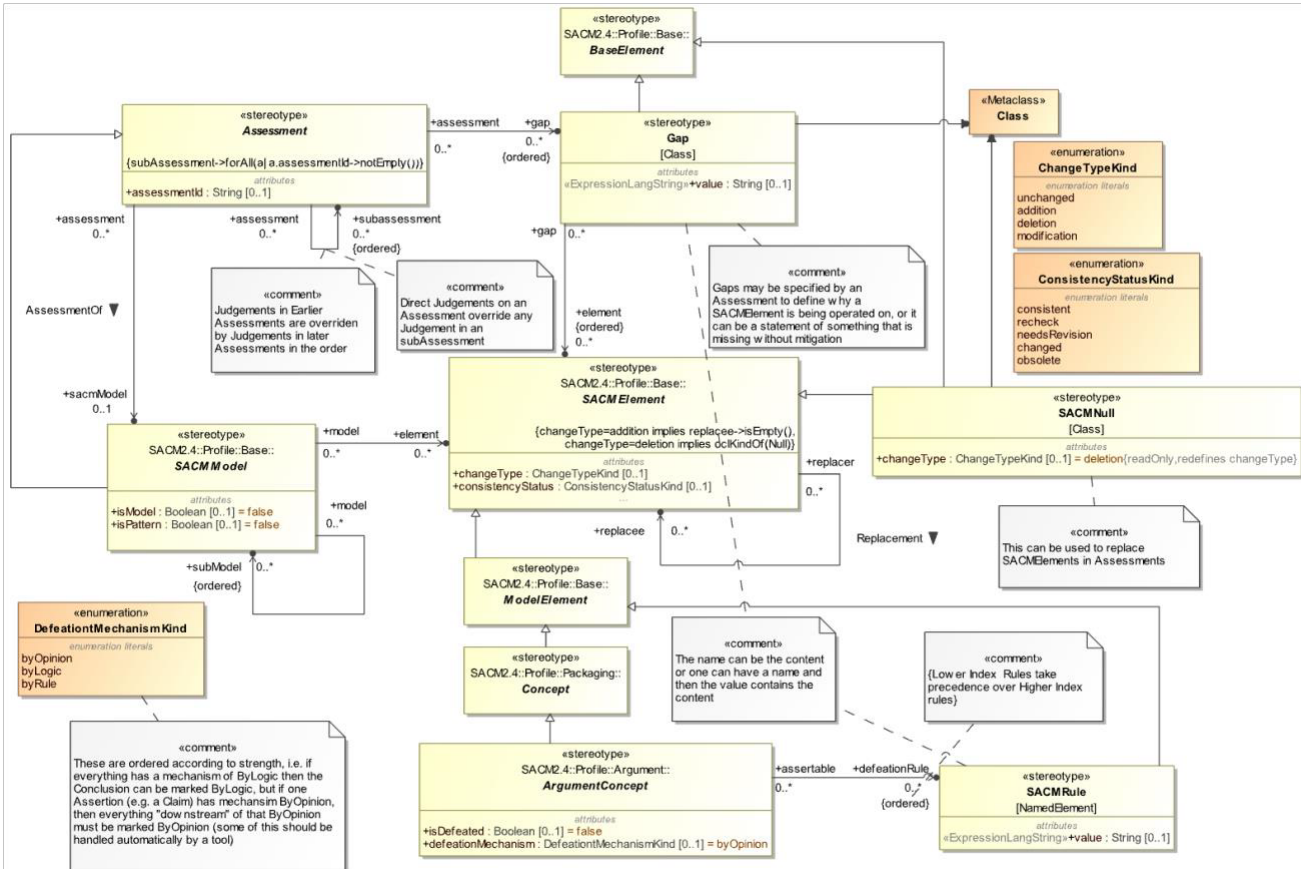 «stereotype»
SACM2.4::Profile::Base::
BaseElement
«stereotype»
Assessment
{subAssessment->forAll(a| a.assessmentId->notEmpty())}
attributes
+assessmentId : String [0..1]
+assessment
0..*
+gap
0..*
{ordered}
«stereotype»
Gap
[Class]
attributes
«ExpressionLangString»+value : String [0..1]
«Metaclass»
Class
«enumeration»
ChangeTypeKind
enumeration literals
unchanged
addition
deletion
modification
«enumeration»
ConsistencyStatusKind
enumeration literals
consistent
recheck
needsRevision
changed
obsolete
+assessment
0..*
+assessment
0..*
+subassessment
0..*
{ordered}
+gap
0..*
AssessmentOf ▼
«comment»
Judgements in Earlier
Assessments are overriden
by Judgements in later
Assessments in the order
«comment»
Direct Judgements on an
Assessment override any
Judgement in an
subAssessment
+element
{ordered}
0..*
«comment»
Gaps may be specified by an
Assessment to define why a
SACMElement is being operated on, or it
can be a statement of something that is
missing without mitigation
+sacmModel
0..1
«stereotype»
SACM2.4::Profile::Base::
SACMModel
attributes
+isModel : Boolean [0..1] = false
+isPattern : Boolean [0..1] = false
+model
0..*
+element
0..*
+model
0..*
+subModel
0..*
{ordered}
«stereotype»
SACM2.4::Profile::Base::
SACMElement
{changeType=addition implies replacee->isEmpty(),
changeType=deletion implies oclKindOf(Null)}
attributes
+changeType : ChangeTypeKind [0..1]
+consistencyStatus : ConsistencyStatusKind [0..1]
...
+replacer
0..*
+replacee
0..*
Replacement ▼
«stereotype»
SACMNull
[Class]
attributes
+changeType : ChangeTypeKind [0..1] = deletion{readOnly,redefines changeType}
«comment»
This can be used to replace
SACMElements in Assessments
«stereotype»
SACM2.4::Profile::Base::
ModelElement
«enumeration»
DefeationtMechanismKind
enumeration literals
byOpinion
byLogic
byRule
«stereotype»
SACM2.4::Profile::Packaging::
Concept
«comment»
The name can be the content
or one can have a name and
then the value contains the
content
«comment»
{Lower Index Rules take
precedence over Higher Index
rules}
«comment»
These are ordered according to strength, i.e. if
everything has a mechanism of ByLogic then the
Conclusion can be marked ByLogic, but if one
Assertion (e.g. a Claim) has mechansim ByOpinion,
then everything "downstream" of that ByOpinion
must be marked ByOpinion (some of this should be
handled automatically by a tool)
«stereotype»
SACM2.4::Profile::Argument::
ArgumentConcept
attributes
+isDefeated : Boolean [0..1] = false
+defeationMechanism : DefeationtMechanismKind [0..1] = byOpinion
+assertable
0..*
+defeationRule
0..*
{ordered}
«stereotype»
SACMRule
[NamedElement]
attributes
«ExpressionLangString»+value : String [0..1]